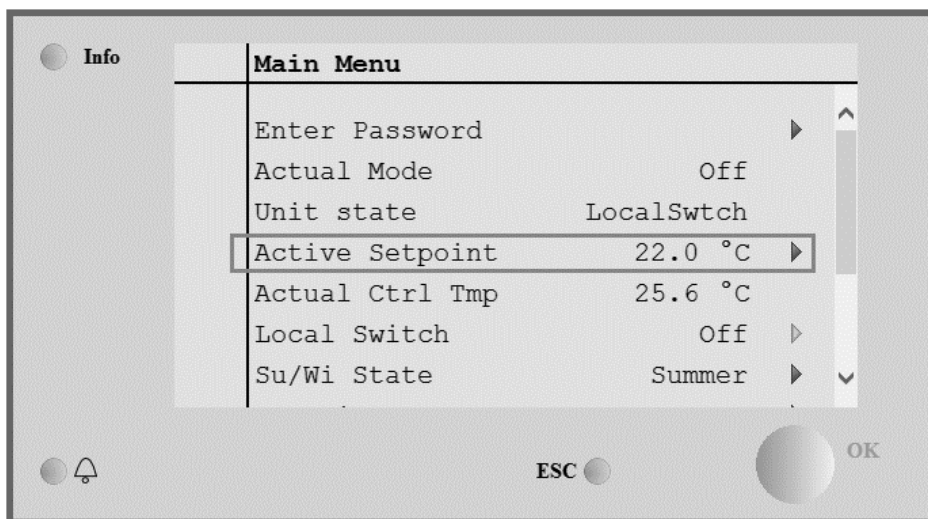 Info
Main Menu
Enter Password
Actual Mode Off
Unit state LocalSwtch
Active Setpoint 22.0 °C
Actual Ctrl Tmp 25.6 °C
Local Switch Off
Su/Wi State Summer
ESC
OK